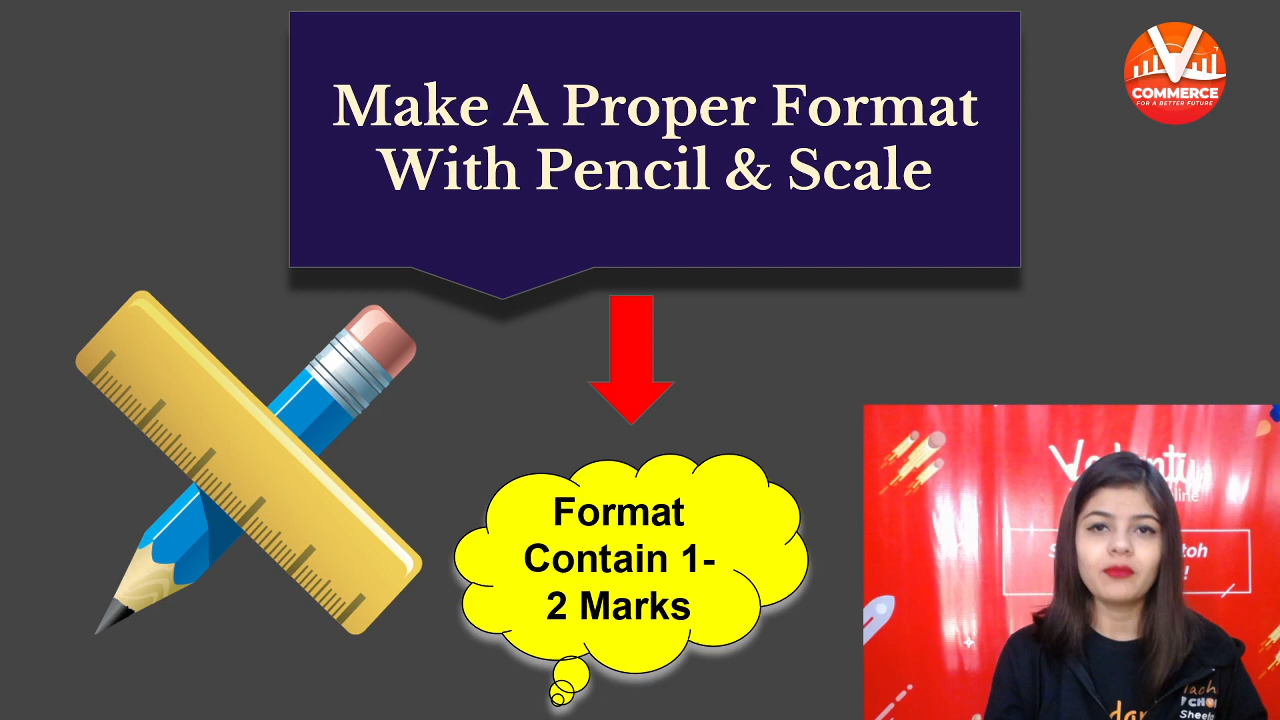 Make A Proper Format
With Pencil & Scale
COMMERCE
FOR A BETTER FUTURE
Format
Contain 1-
2 Marks